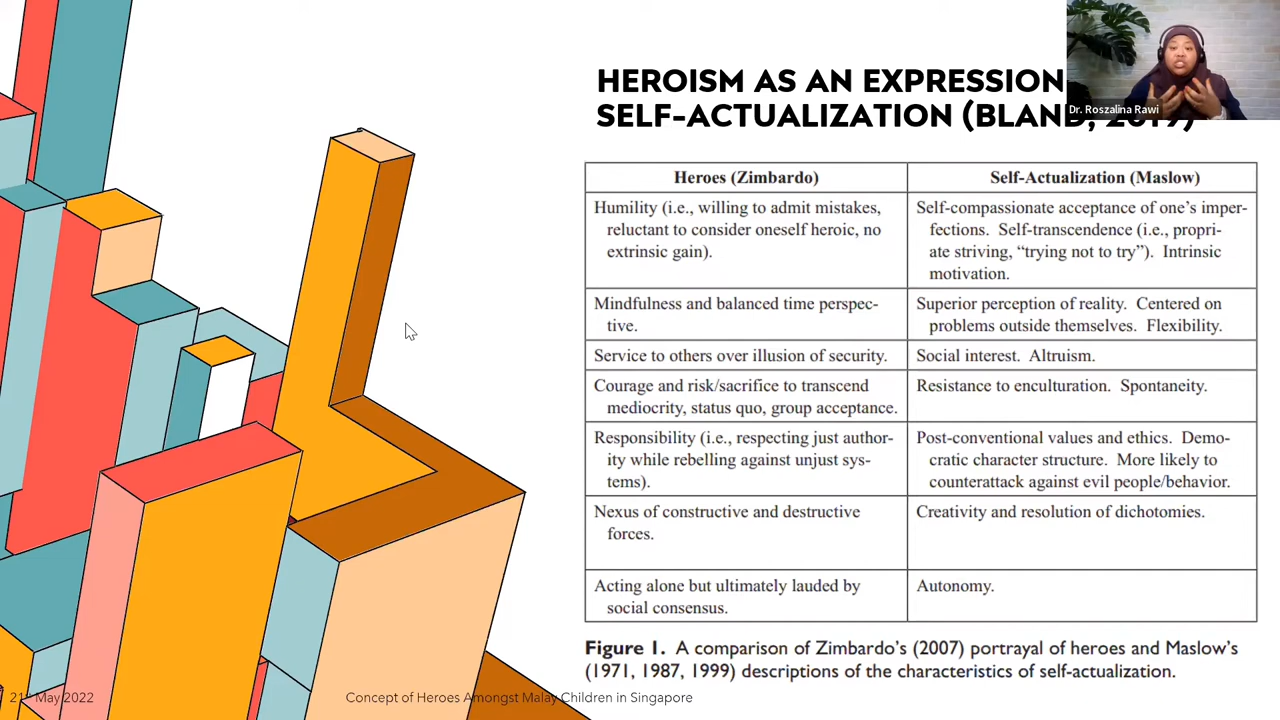 HEROISM AS AN EXPRESSION
SELF-ACTUALIZATION (BLAND, 2019)
Dr. Roszalina Rawi
Heroes (Zimbardo)
Self-Actualization (Maslow)
Humility (i.e., willing to admit mistakes,
reluctant to consider oneself heroic, no
extrinsic gain).
Self-compassionate acceptance of one's imper-
fections. Self-transcendence (i.e., propri-
ate striving, “trying not to try”). Intrinsic
motivation.
Mindfulness and balanced time perspec-
tive.
Superior perception of reality. Centered on
problems outside themselves. Flexibility.
Service to others over illusion of security.
Social interest. Altruism.
Courage and risk/sacrifice to transcend
mediocrity, status quo, group acceptance.
Resistance to enculturation. Spontaneity.
Responsibility (i.e., respecting just author-
ity while rebelling against unjust sys-
tems).
Post-conventional values and ethics. Demo-
cratic character structure. More likely to
counterattack against evil people/behavior.
Nexus of constructive and destructive
forces.
Creativity and resolution of dichotomies.
Acting alone but ultimately lauded by
social consensus.
Autonomy.
Figure 1. A comparison of Zimbardo's (2007) portrayal of heroes and Maslow's
(1971, 1987, 1999) descriptions of the characteristics of self-actualization.
21st May 2022
Concept of Heroes Amongst Malay Children in Singapore